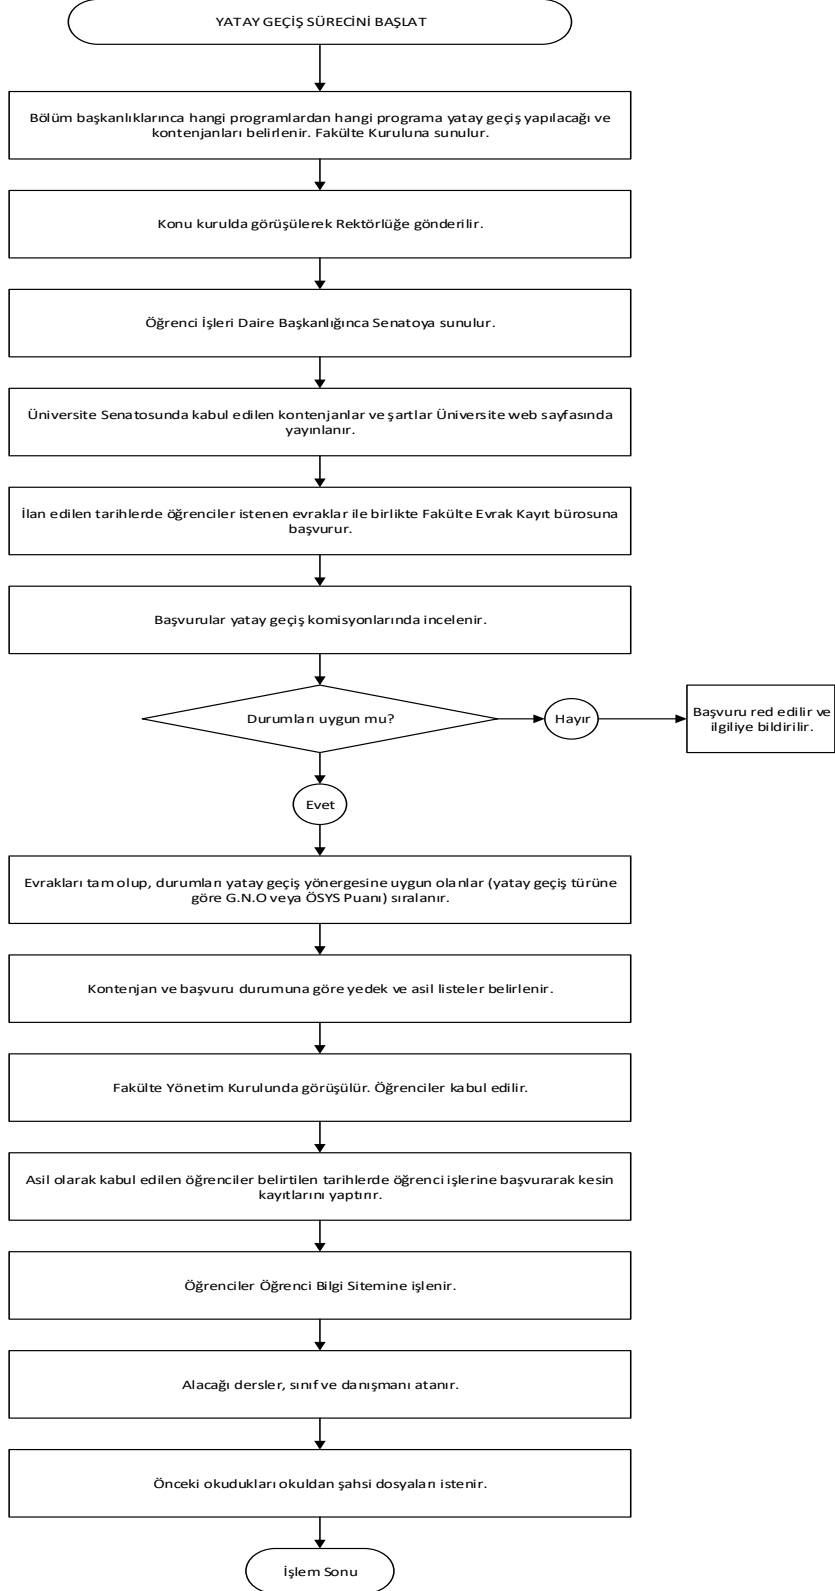 YATAY GEÇİŞ SÜRECİNİ BAŞLAT
Bölüm başkanlıklarınca hangi programlardan hangi programa yatay geçiş yapılacağı ve
kontenjanları belirlenir. Fakülte Kuruluna sunulur.
Konu kurulda görüşülerek Rektörlüğe gönderilir.
Öğrenci İşleri Daire Başkanlığınca Senatoya sunulur.
Üniversite Senatosunda kabul edilen kontenjanlar ve şartlar Üniversite web sayfasında
yayınlanır.
İlan edilen tarihlerde öğrenciler istenen evraklar ile birlikte Fakülte Evrak Kayıt bürosuna
başvurur.
Başvurular yatay geçiş komisyonlarında incelenir.
Durumları uygun mu?
Hayır
Başvuru red edilir ve
ilgiliye bildirilir.
Evet
Evrakları tam olup, durumları yatay geçiş yönergesine uygun olanlar (yatay geçiş türüne
göre G.N.O veya ÖSYS Puanı) sıralanır.
Kontenjan ve başvuru durumuna göre yedek ve asil listeler belirlenir.
Fakülte Yönetim Kurulunda görüşülür. Öğrenciler kabul edilir.
Asil olarak kabul edilen öğrenciler belirtilen tarihlerde öğrenci işlerine başvurarak kesin
kayıtlarını yaptırır.
Öğrenciler Öğrenci Bilgi Sitemine işlenir.
Alacağı dersler, sınıf ve danışmanı atanır.
Önceki okudukları okuldan şahsi dosyaları istenir.
İşlem Sonu